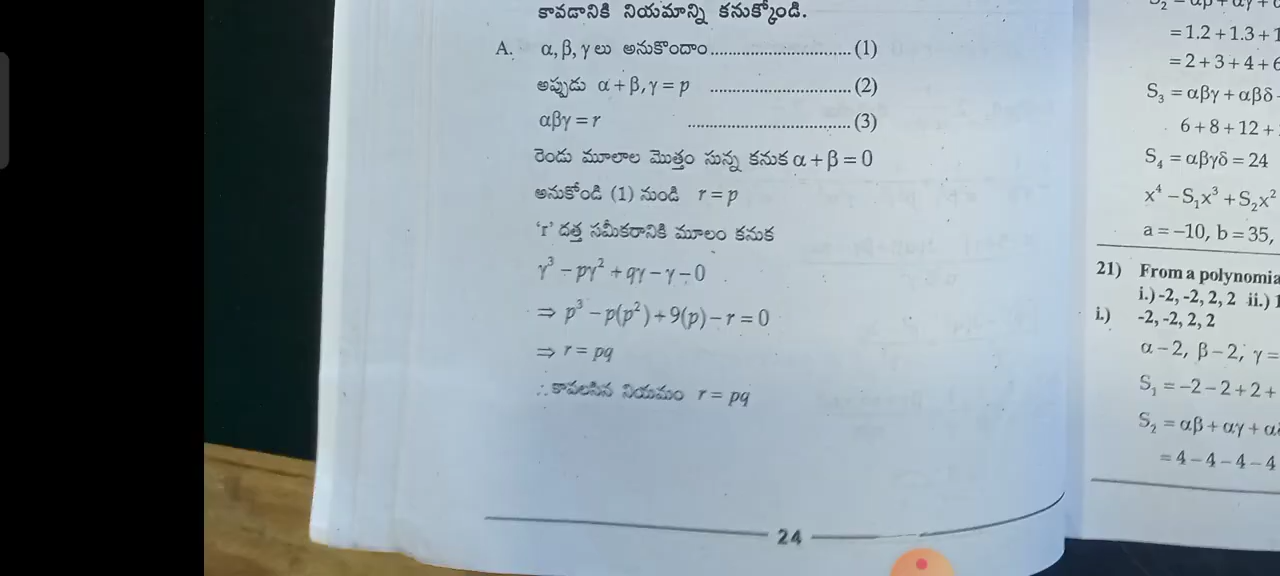 కావడానికి నియమాన్ని కనుక్కోండి.
A. α, β, γ లు అనుకొందాం.................................(1)
అప్పుడు α + β, γ = p .................................(2)
αβγ = r .....................................(3)
రెండు మూలాల మొత్తం సున్న కనుక α + β = 0
అనుకోండి (1) నుండి r = p
'r' దత్త సమీకరానికి మూలం కనుక
γ³ − pγ² + qγ − γ − 0
⇒ p³ − p(p²) + 9(p) − r = 0
⇒ r = pq
∴ కావలసిన నియమం r = pq
24
S₂ = αβ + αγ +
= 1.2 + 1.3 + 1
= 2 + 3 + 4 + 6
S₃ = αβγ + αβδ
6 + 8 + 12 +
S₄ = αβγδ = 24
x⁴ − S₁x³ + S₂x²
a = −10, b = 35,
21) From a polynomia
i.) -2, -2, 2, 2 ii.) 1
i.) -2, -2, 2, 2
α − 2, β − 2, γ =
S₁ = −2 − 2 + 2 +
S₂ = αβ + αγ + α
= 4 − 4 − 4 − 4